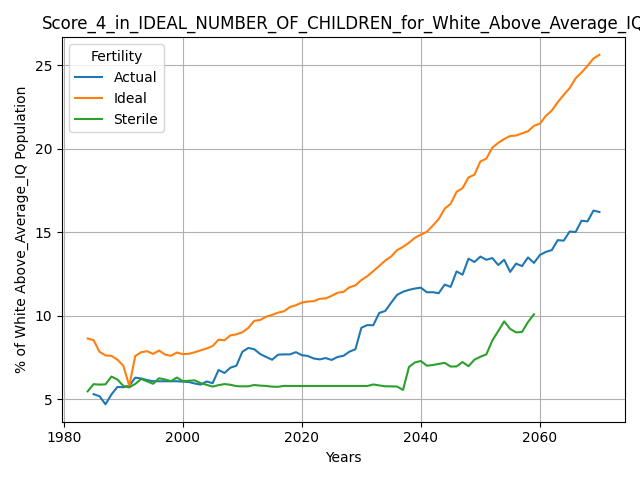 Score_4_in_IDEAL_NUMBER_OF_CHILDREN_for_White_Above_Average_IQ
Fertility
Actual
Ideal
Sterile
% of White Above_Average_IQ Population
25
20
15
10
5
1980 2000 2020 2040 2060
Years